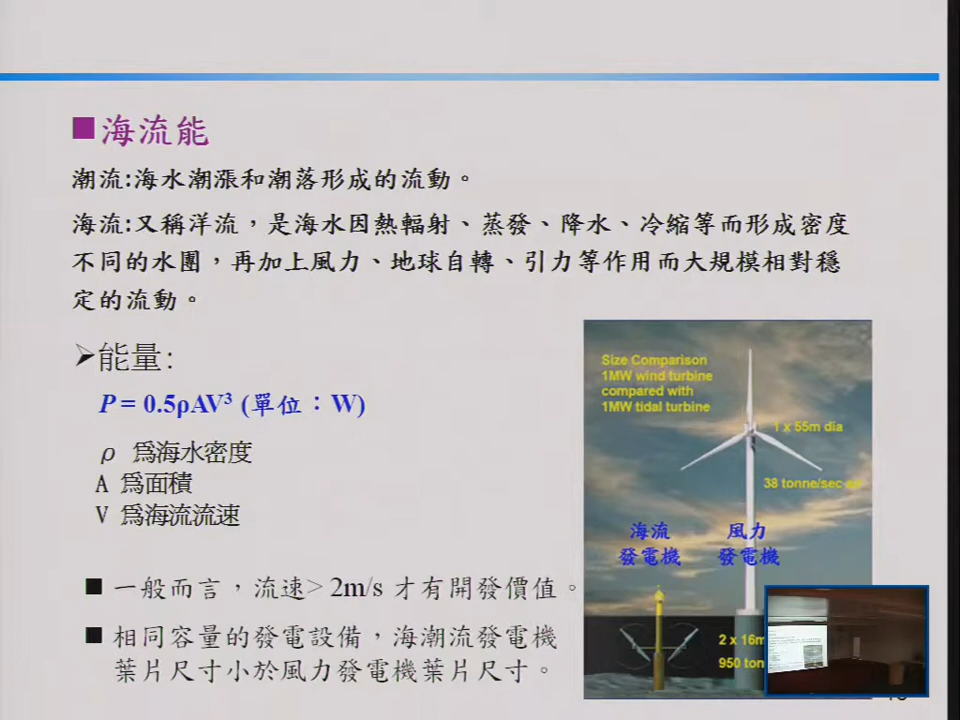 ■海流能
潮流:海水潮漲和潮落形成的流動。
海流:又稱洋流，是海水因熱輻射、蒸發、降水、冷縮等而形成密度
不同的水團，再加上風力、地球自轉、引力等作用而大規模相對穩
定的流動。
➢能量:
P = 0.5ρAV³ (單位：W)
ρ 為海水密度
A 為面積
V 為海流流速
■ 一般而言，流速> 2m/s 才有開發價值。
■ 相同容量的發電設備，海潮流發電機
葉片尺寸小於風力發電機葉片尺寸。
Size Comparison
1MW wind turbine
compared with
1MW tidal turbine
1 x 55m dia
38 tonne/sec
海流
發電機
風力
發電機
2 x 16m
950 ton